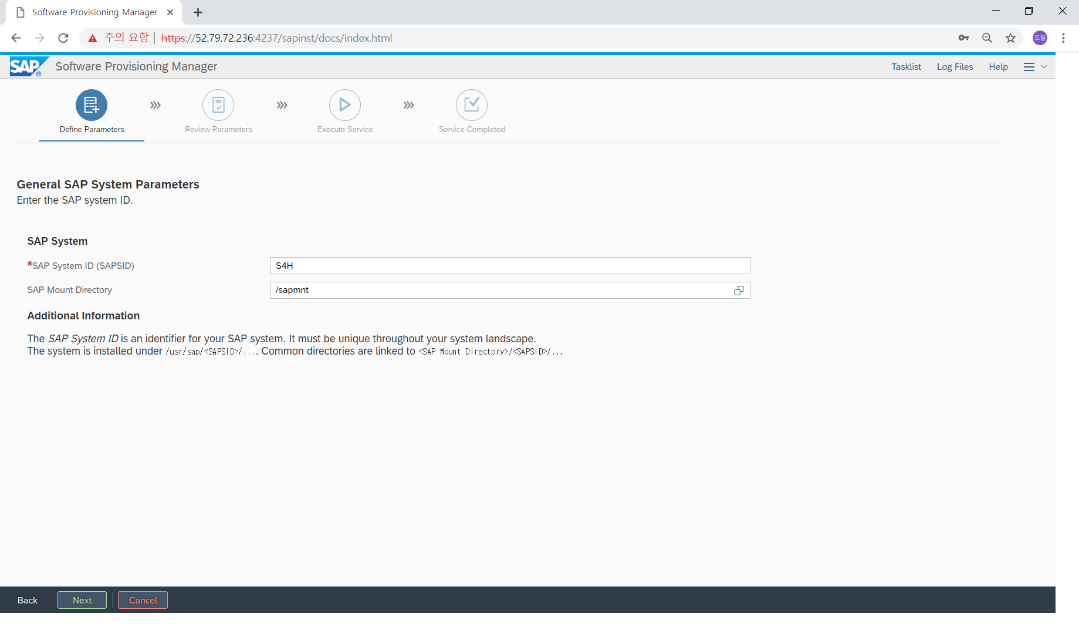 Software Provisioning Manager
주의 요함 | https://52.79.72.236:4237/sapinst/docs/index.html
도일
SAP Software Provisioning Manager
Tasklist Log Files Help
Define Parameters Review Parameters Execute Service Service Completed
General SAP System Parameters
Enter the SAP system ID.
SAP System
*SAP System ID (SAPSID) S4H
SAP Mount Directory /sapmnt
Additional Information
The SAP System ID is an identifier for your SAP system. It must be unique throughout your system landscape.
The system is installed under /usr/sap/<SAPSID>/.... Common directories are linked to <SAP Mount Directory>/<SAPSID>/...
Back Next Cancel